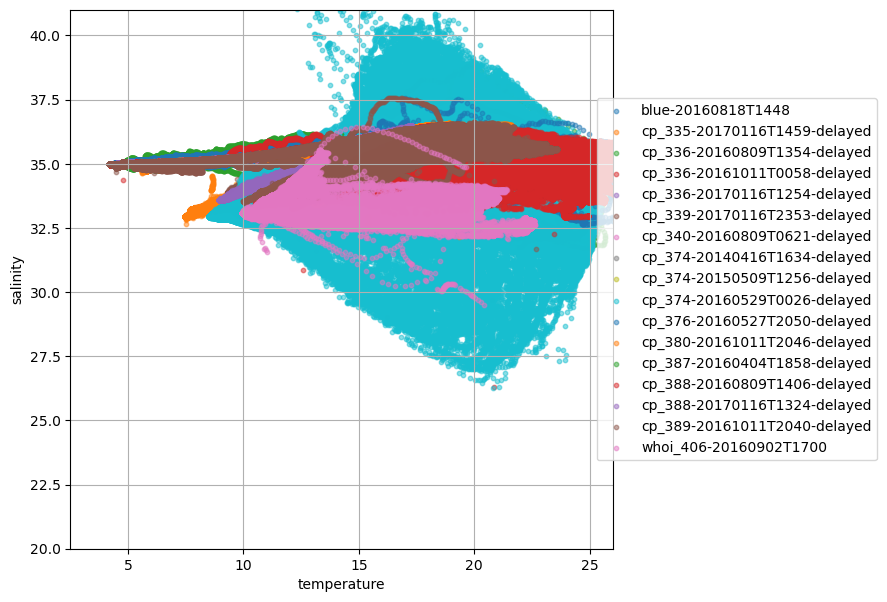 40.0
37.5
35.0
32.5
30.0
27.5
25.0
22.5
20.0
salinity
5
10
15
20
25
temperature
blue-20160818T1448
cp_335-20170116T1459-delayed
cp_336-20160809T1354-delayed
cp_336-20161011T0058-delayed
cp_336-20170116T1254-delayed
cp_339-20170116T2353-delayed
cp_340-20160809T0621-delayed
cp_374-20140416T1634-delayed
cp_374-20150509T1256-delayed
cp_374-20160529T0026-delayed
cp_376-20160527T2050-delayed
cp_380-20161011T2046-delayed
cp_387-20160404T1858-delayed
cp_388-20160809T1406-delayed
cp_388-20170116T1324-delayed
cp_389-20161011T2040-delayed
whoi_406-20160902T1700